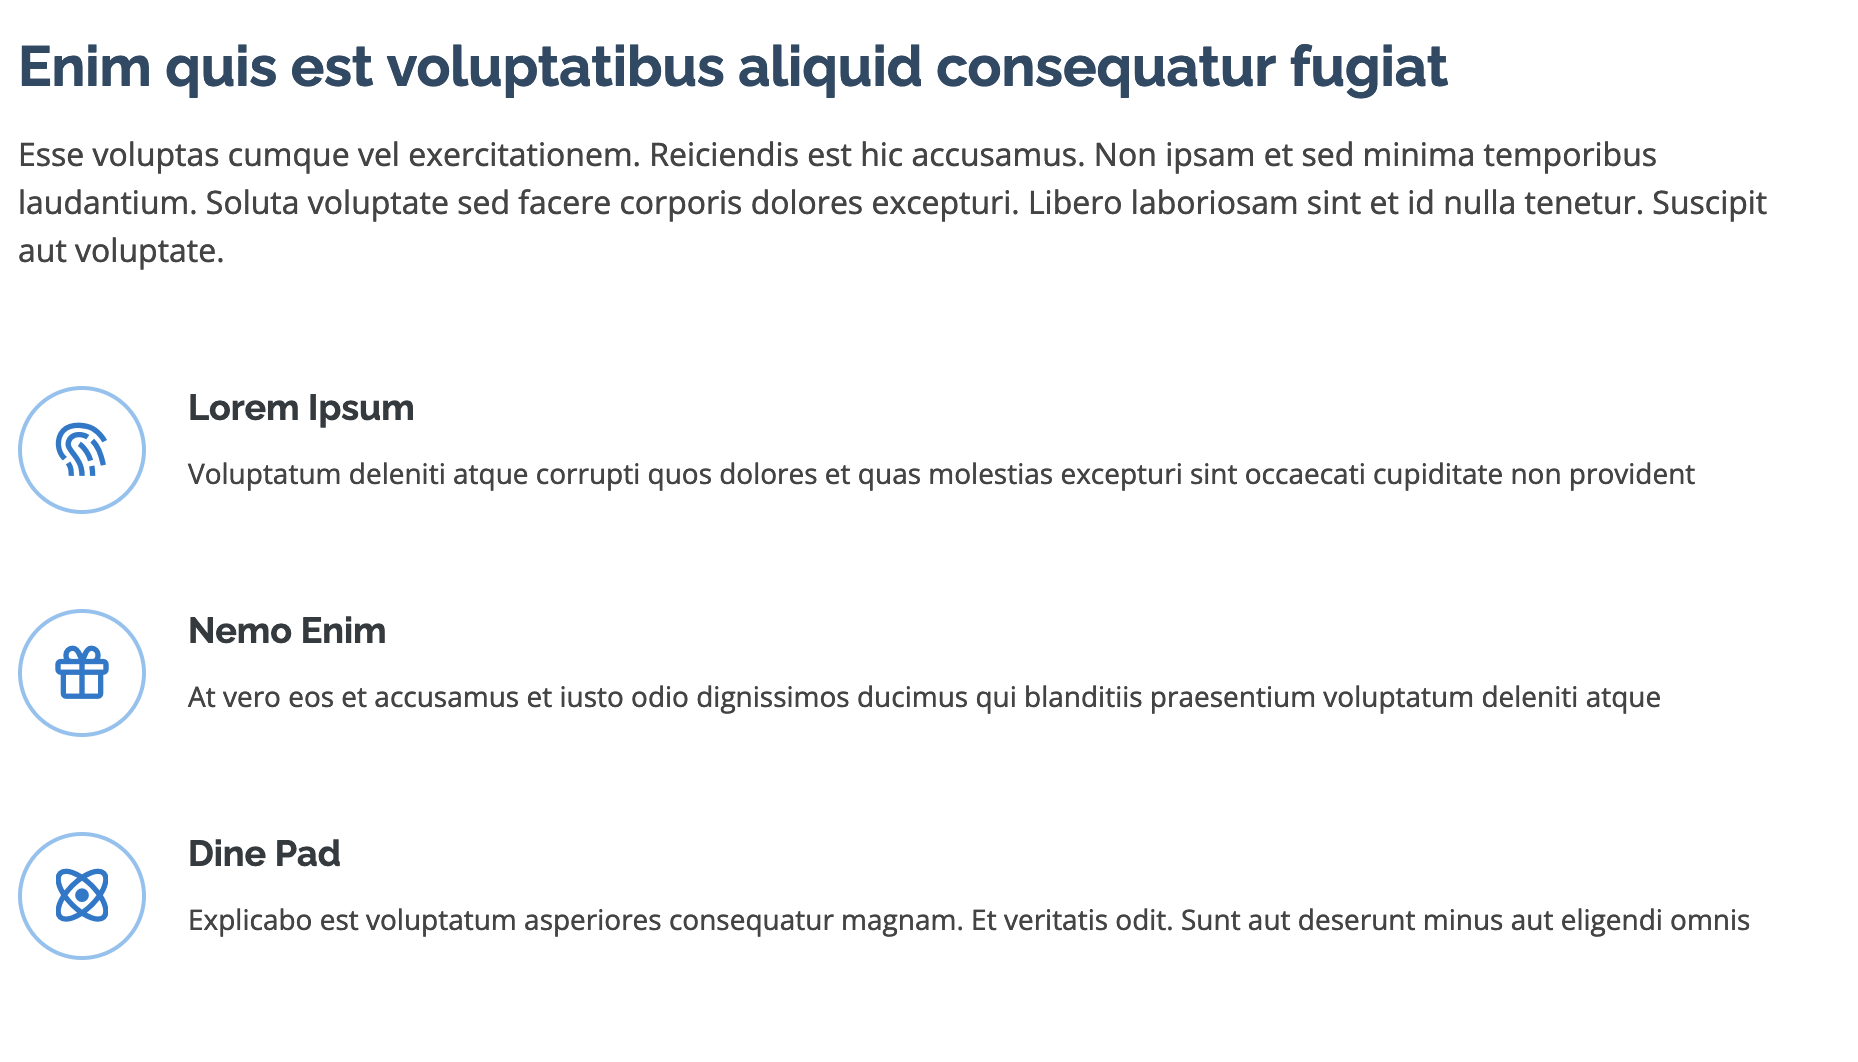 Enim quis est voluptatibus aliquid consequatur fugiat
Esse voluptas cumque vel exercitationem. Reiciendis est hic accusamus. Non ipsam et sed minima temporibus
laudantium. Soluta voluptate sed facere corporis dolores excepturi. Libero laboriosam sint et id nulla tenetur. Suscipit
aut voluptate.
Lorem Ipsum
Voluptatum deleniti atque corrupti quos dolores et quas molestias excepturi sint occaecati cupiditate non provident
Nemo Enim
At vero eos et accusamus et iusto odio dignissimos ducimus qui blanditiis praesentium voluptatum deleniti atque
Dine Pad
Explicabo est voluptatum asperiores consequatur magnam. Et veritatis odit. Sunt aut deserunt minus aut eligendi omnis